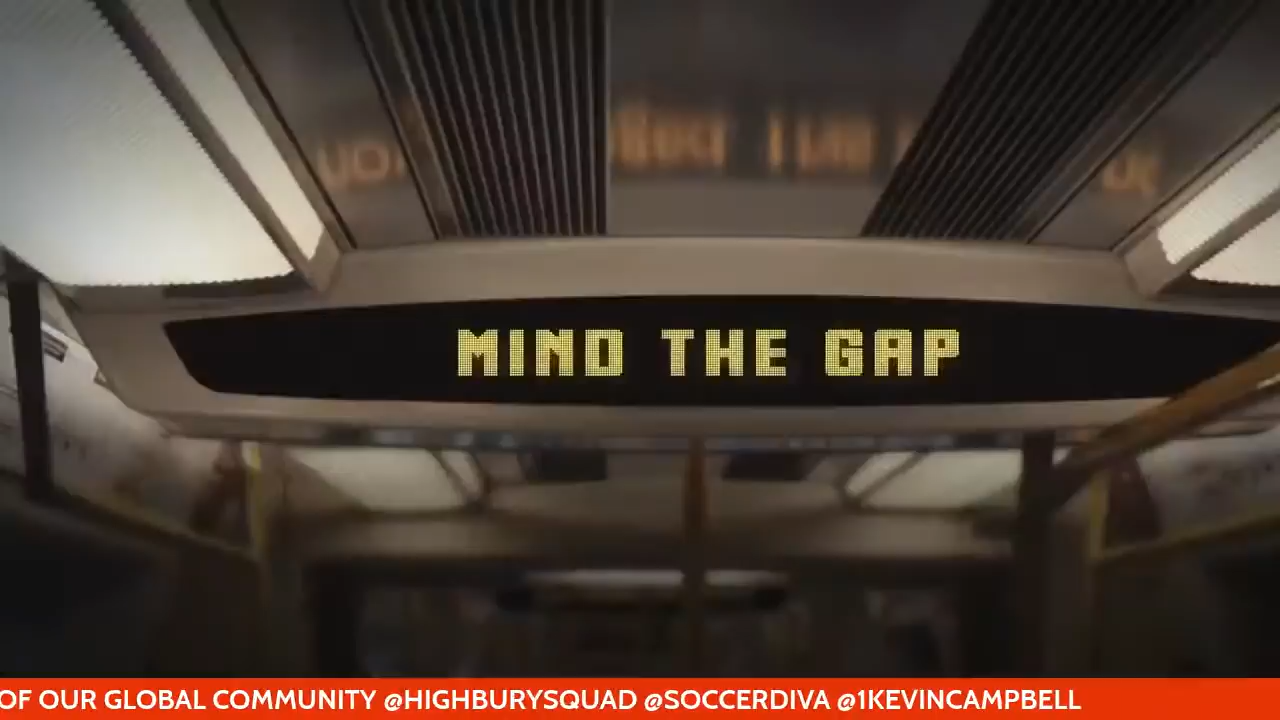 MIND THE GAP
OF OUR GLOBAL COMMUNITY @HIGHBURYSQUAD @SOCCERDIVA @1KEVINCAMPBELL